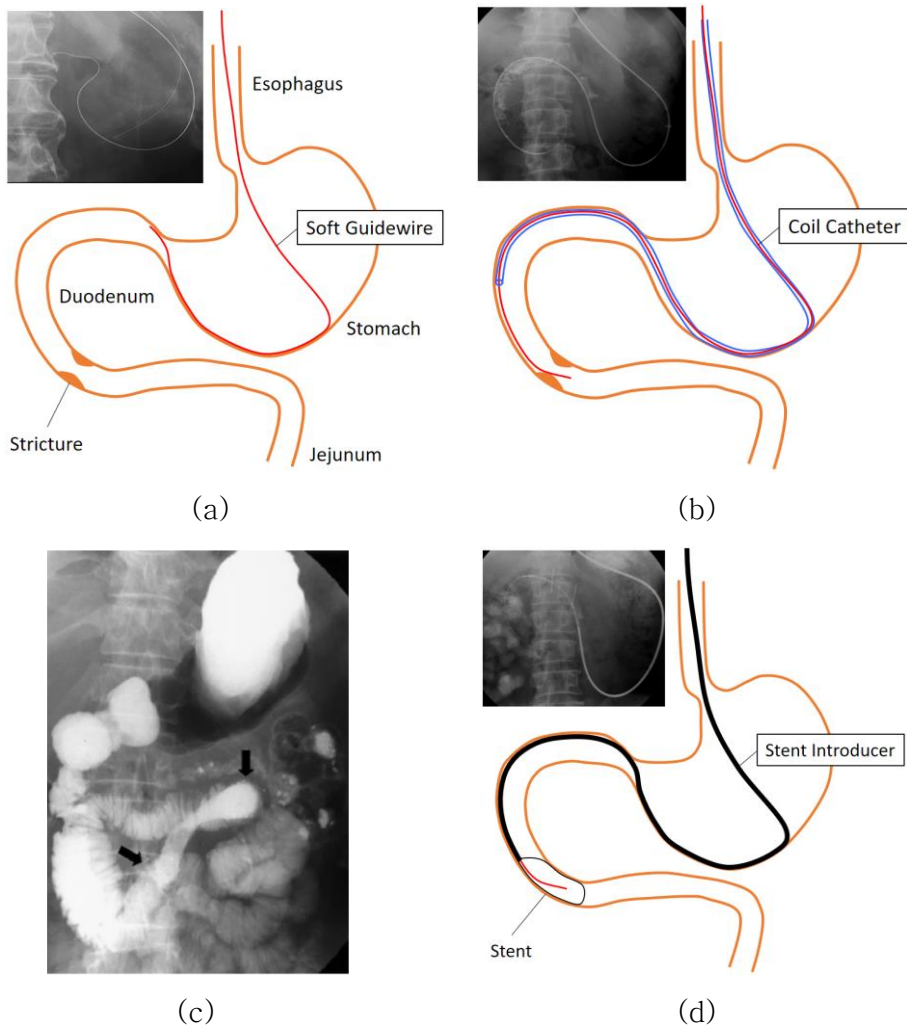 Esophagus
Soft Guidewire
Duodenum
Stomach
Stricture
Jejunum
(a)
Coil Catheter
(b)
(c)
Stent Introducer
Stent
(d)